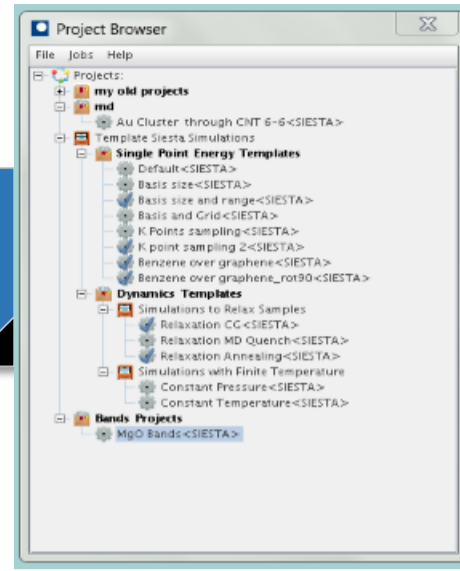 Project Browser
File Jobs Help
Projects:
my old projects
md
Au Cluster through CNT 6-6<SIESTA>
Template Siesta Simulations
Single Point Energy Templates
Default<SIESTA>
Basis size<SIESTA>
Basis size and range<SIESTA>
Basis and Grid<SIESTA>
K Points sampling<SIESTA>
K point sampling 2<SIESTA>
Benzene over graphene<SIESTA>
Benzene over graphene_rot90<SIESTA>
Dynamics Templates
Simulations to Relax Samples
Relaxation CG<SIESTA>
Relaxation MD Quench<SIESTA>
Relaxation Annealing<SIESTA>
Simulations with Finite Temperature
Constant Pressure<SIESTA>
Constant Temperature<SIESTA>
Bands Projects
MgO Bands<SIESTA>